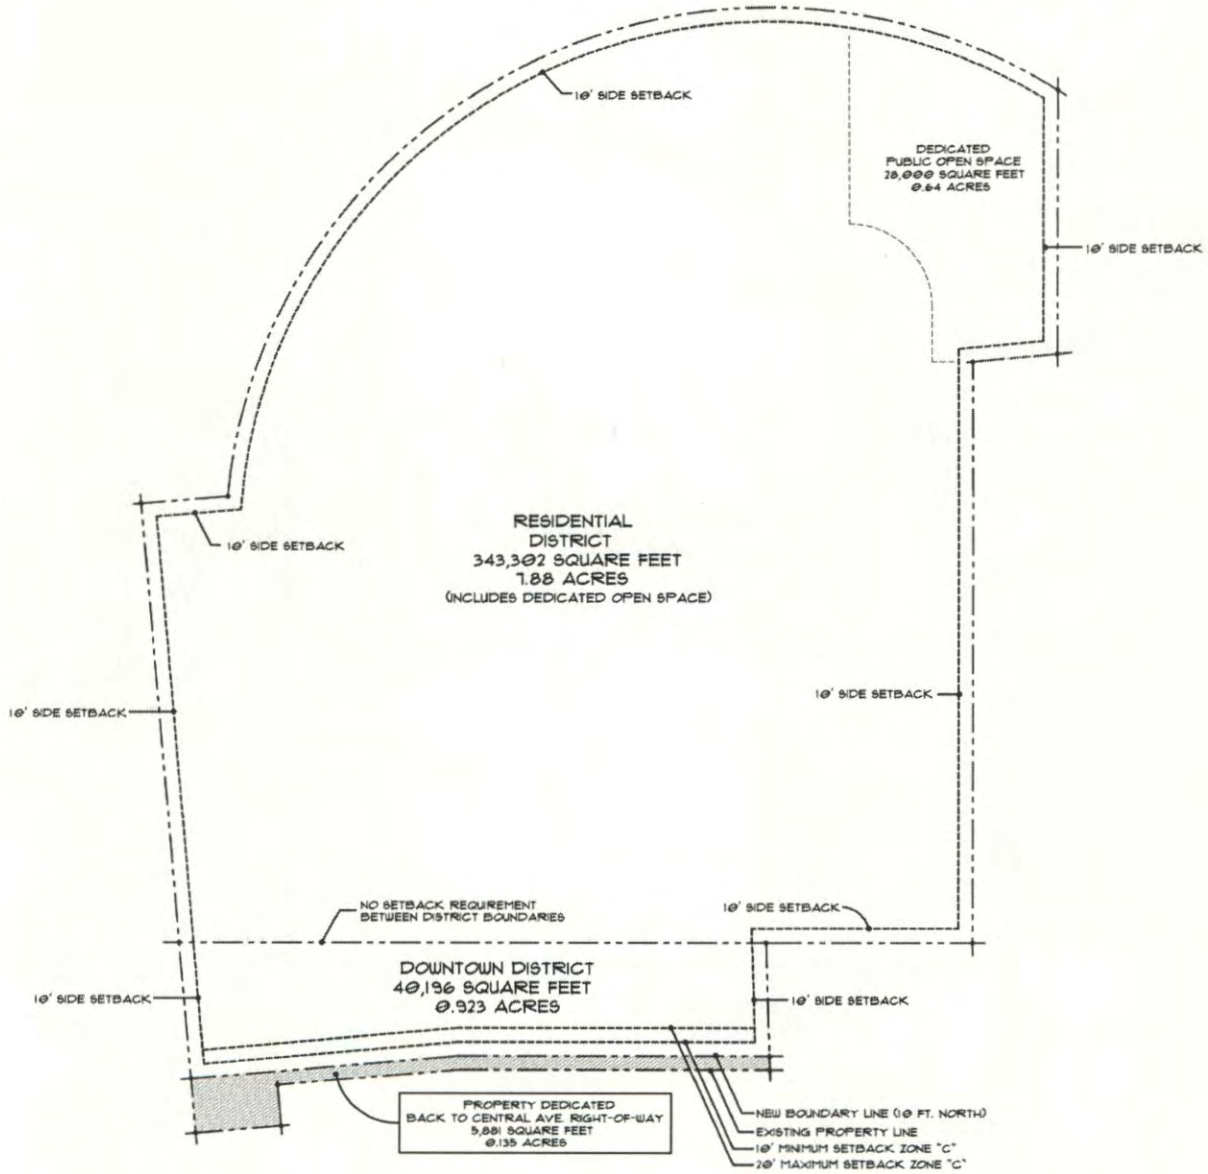 10' SIDE SETBACK
DEDICATED
PUBLIC OPEN SPACE
28,000 SQUARE FEET
0.64 ACRES
10' SIDE SETBACK
RESIDENTIAL
DISTRICT
343,302 SQUARE FEET
7.88 ACRES
(INCLUDES DEDICATED OPEN SPACE)
10' SIDE SETBACK
10' SIDE SETBACK
10' SIDE SETBACK
NO SETBACK REQUIREMENT
BETWEEN DISTRICT BOUNDARIES
10' SIDE SETBACK
DOWNTOWN DISTRICT
40,196 SQUARE FEET
0.923 ACRES
10' SIDE SETBACK
10' SIDE SETBACK
PROPERTY DEDICATED
BACK TO CENTRAL AVE. RIGHT-OF-WAY
5,881 SQUARE FEET
0.135 ACRES
NEW BOUNDARY LINE (10 FT. NORTH)
EXISTING PROPERTY LINE
10' MINIMUM SETBACK ZONE "C"
20' MAXIMUM SETBACK ZONE "C"